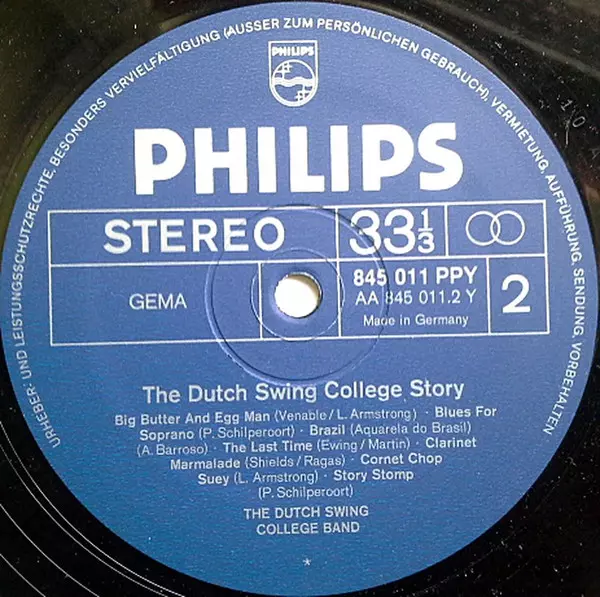 URHEBER- UND LEISTUNGSSCHUTZRECHTE, BESONDERS VERVIELFÄLTIGUNG (AUSSER ZUM PERSÖNLICHEN GEBRAUCH), VERMIETUNG, AUFFÜHRUNG, SENDUNG, VORBEHALTEN
PHILIPS
PHILIPS
STEREO
33⅓
GEMA
845 011 PPY
AA 845 011.2 Y
Made in Germany
2
The Dutch Swing College Story
Big Butter And Egg Man (Venable/L. Armstrong) · Blues For
Soprano (P. Schilperoort) · Brazil (Aquarela do Brasil)
(A. Barroso) · The Last Time (Ewing/Martin) · Clarinet
Marmalade (Shields/Ragas) · Cornet Chop
Suey (L. Armstrong) · Story Stomp
(P. Schilperoort)
THE DUTCH SWING
COLLEGE BAND
*